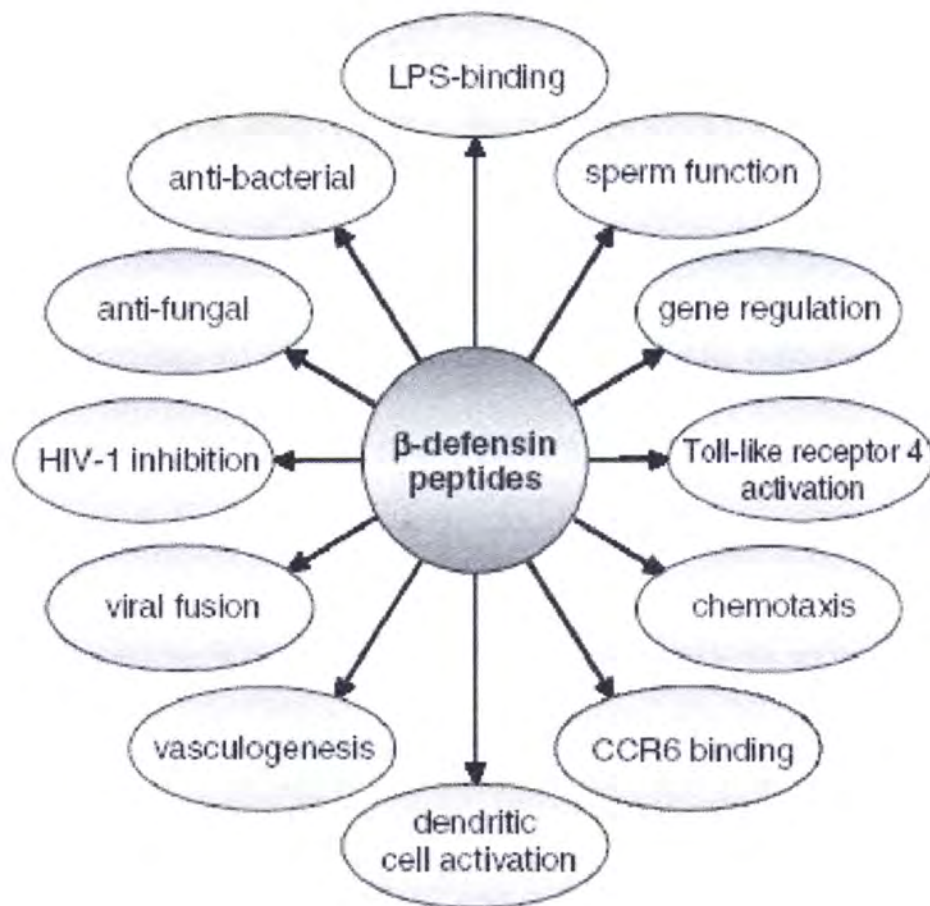 LPS-binding
sperm function
gene regulation
Toll-like receptor 4
activation
chemotaxis
CCR6 binding
dendritic
cell activation
vasculogenesis
viral fusion
HIV-1 inhibition
anti-fungal
anti-bacterial
β-defensin
peptides